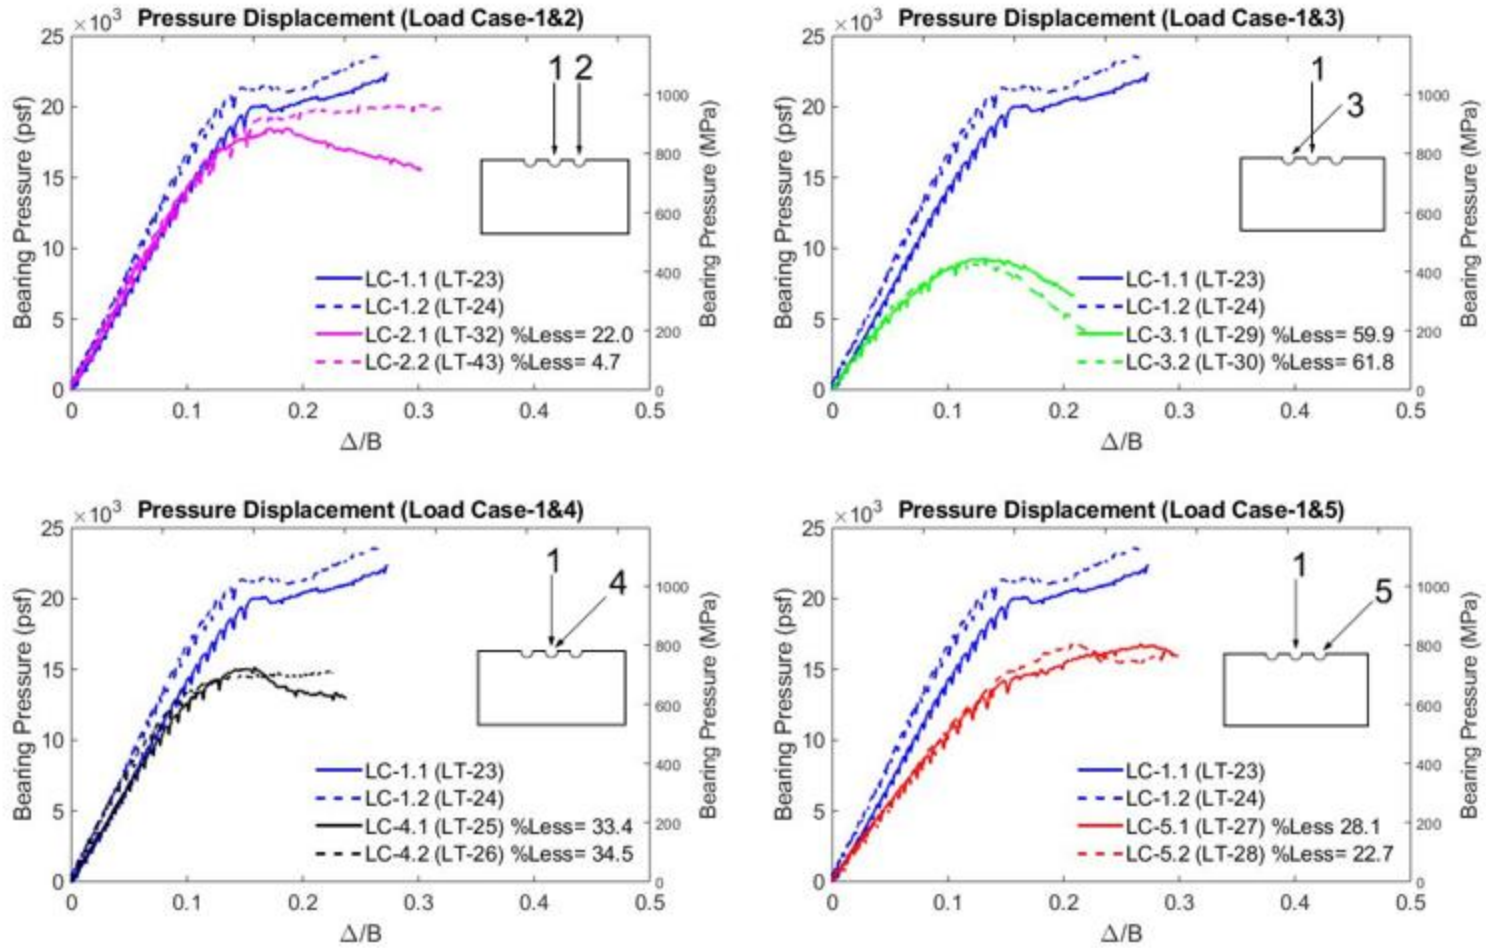 Pressure Displacement (Load Case-1&2)
×10³
25
20
15
10
5
0
Bearing Pressure (psf)
1000
800
600
400
200
0
Bearing Pressure (MPa)
1 2
LC-1.1 (LT-23)
LC-1.2 (LT-24)
LC-2.1 (LT-32) %Less= 22.0
LC-2.2 (LT-43) %Less= 4.7
0 0.1 0.2 0.3 0.4 0.5
Δ/B
Pressure Displacement (Load Case-1&3)
×10³
25
20
15
10
5
0
Bearing Pressure (psf)
1000
800
600
400
200
0
Bearing Pressure (MPa)
1
3
LC-1.1 (LT-23)
LC-1.2 (LT-24)
LC-3.1 (LT-29) %Less= 59.9
LC-3.2 (LT-30) %Less= 61.8
0 0.1 0.2 0.3 0.4 0.5
Δ/B
Pressure Displacement (Load Case-1&4)
×10³
25
20
15
10
5
0
Bearing Pressure (psf)
1000
800
600
400
200
0
Bearing Pressure (MPa)
1
4
LC-1.1 (LT-23)
LC-1.2 (LT-24)
LC-4.1 (LT-25) %Less= 33.4
LC-4.2 (LT-26) %Less= 34.5
0 0.1 0.2 0.3 0.4 0.5
Δ/B
Pressure Displacement (Load Case-1&5)
×10³
25
20
15
10
5
0
Bearing Pressure (psf)
1000
800
600
400
200
0
Bearing Pressure (MPa)
1
5
LC-1.1 (LT-23)
LC-1.2 (LT-24)
LC-5.1 (LT-27) %Less 28.1
LC-5.2 (LT-28) %Less= 22.7
0 0.1 0.2 0.3 0.4 0.5
Δ/B